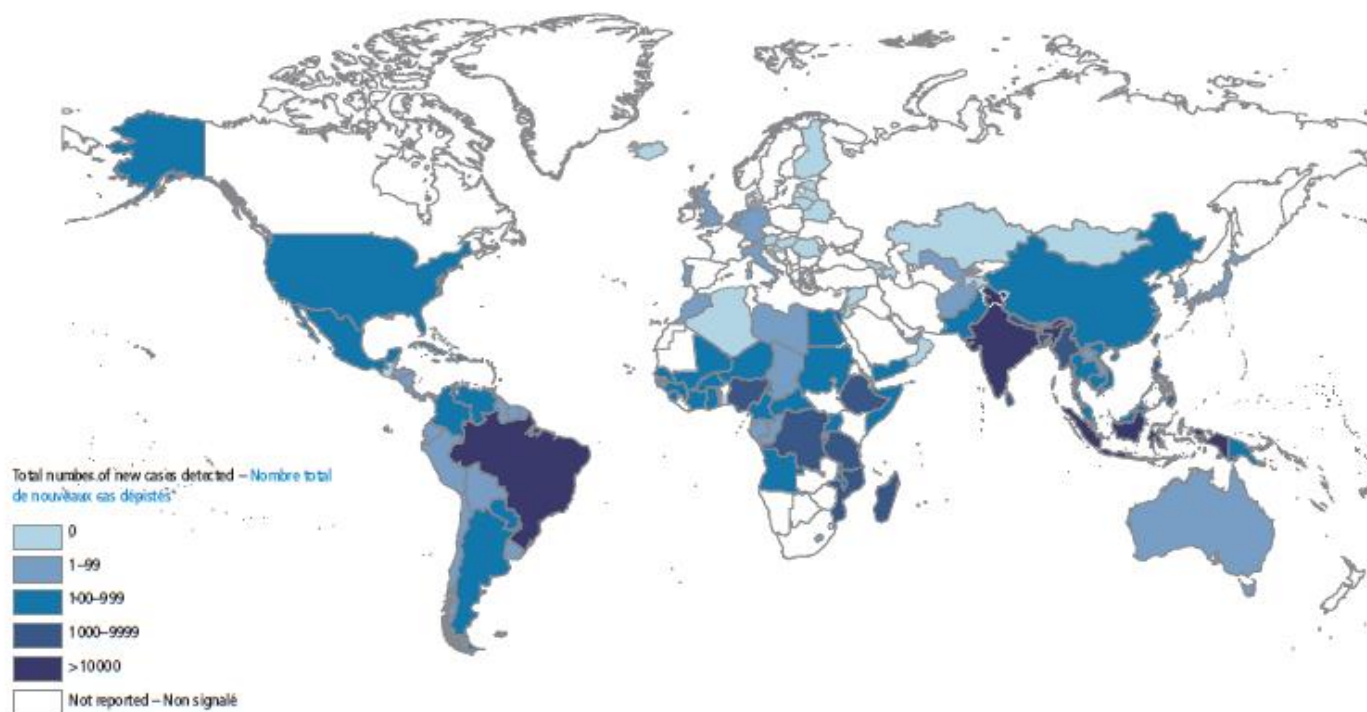 Total number of new cases detected – Nombre total
de nouveaux cas dépistés
0
1–99
100–999
1000–9999
>10000
Not reported – Non signalé